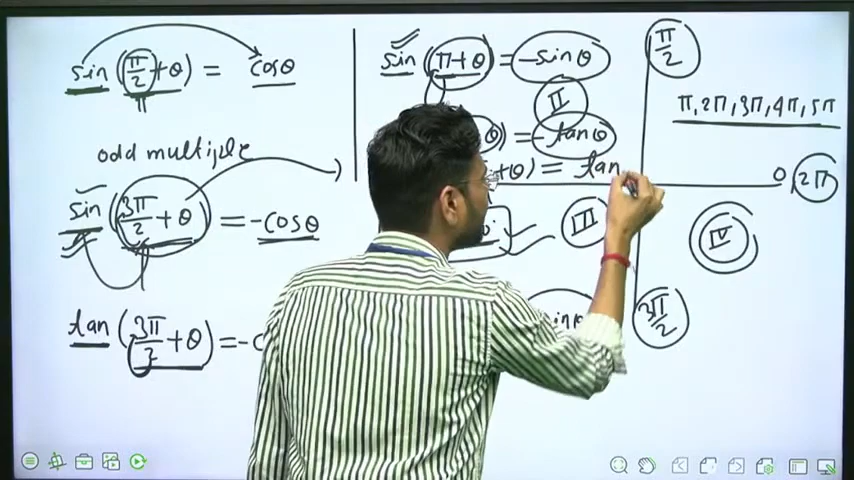 sin (π/2 + θ) = cosθ
π
odd multiple
sin (3π/2 + θ) = -cosθ
tan (3π/2 + θ) = -c
sin (π+θ) = -sinθ
II
θ) = -tanθ
+θ) = tan
III
inθ
π/2
π, 2π, 3π, 4π, 5π
0, 2π
IV
3π/2